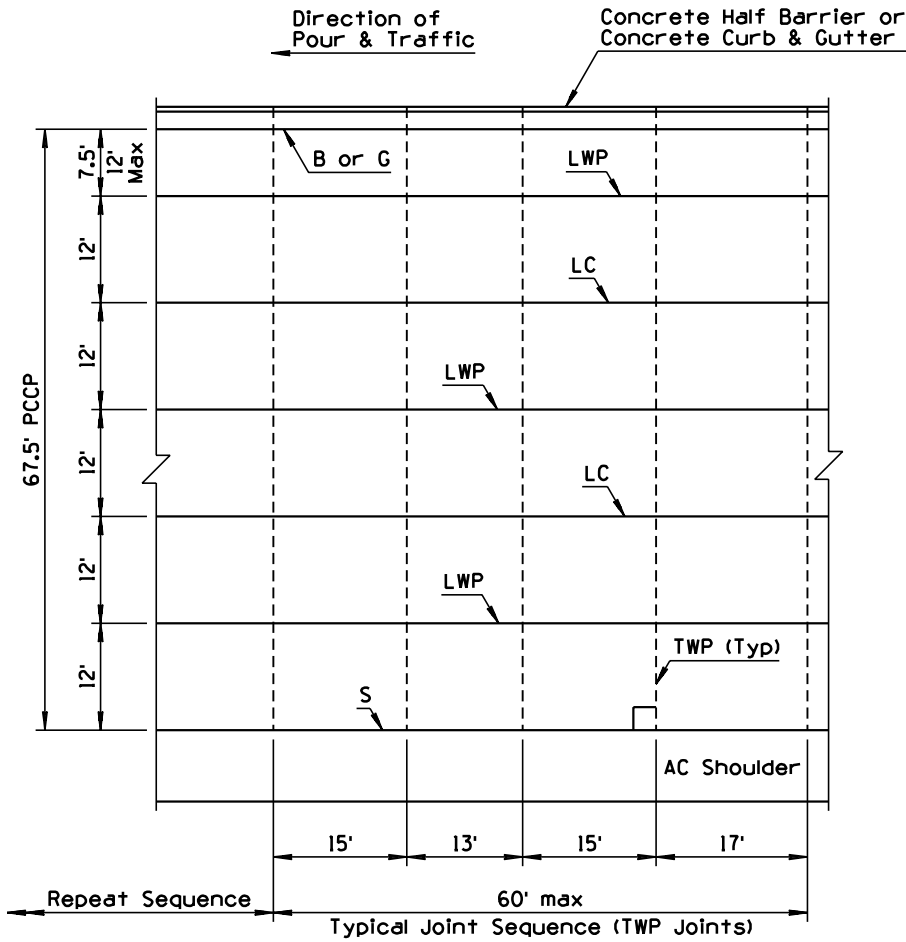 Direction of
Pour & Traffic
Concrete Half Barrier or
Concrete Curb & Gutter
7.5'
12'
Max
B or G
LWP
12'
LC
12'
LWP
67.5' PCCP
12'
LC
12'
LWP
12'
TWP (Typ)
S
AC Shoulder
15'
13'
15'
17'
Repeat Sequence
60' max
Typical Joint Sequence (TWP Joints)